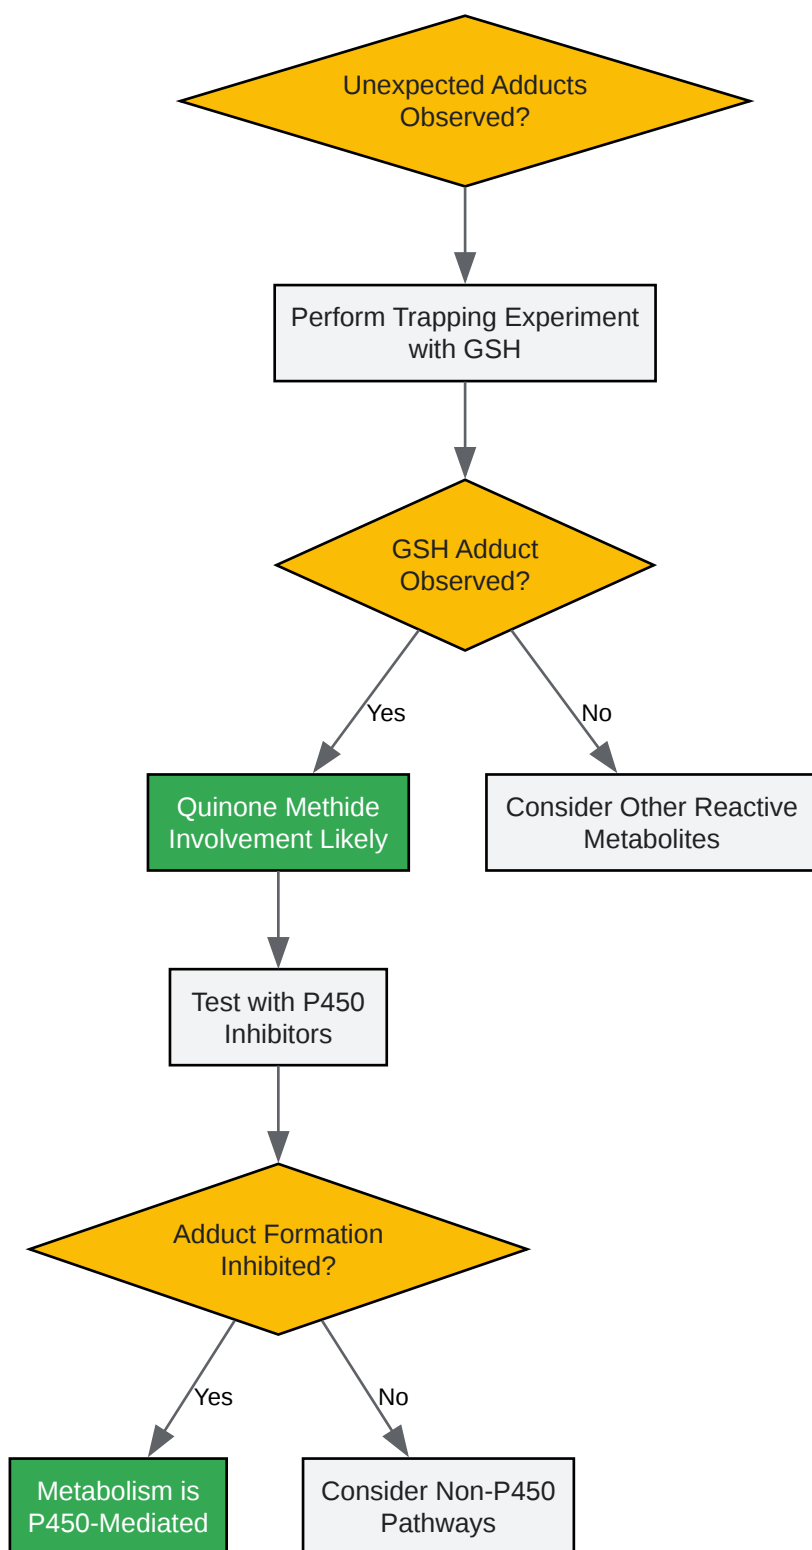 Unexpected Adducts
Observed?
Perform Trapping Experiment
with GSH
GSH Adduct
Observed?
Yes
No
Quinone Methide
Involvement Likely
Consider Other Reactive
Metabolites
Test with P450
Inhibitors
Adduct Formation
Inhibited?
Yes
No
Metabolism is
P450-Mediated
Consider Non-P450
Pathways